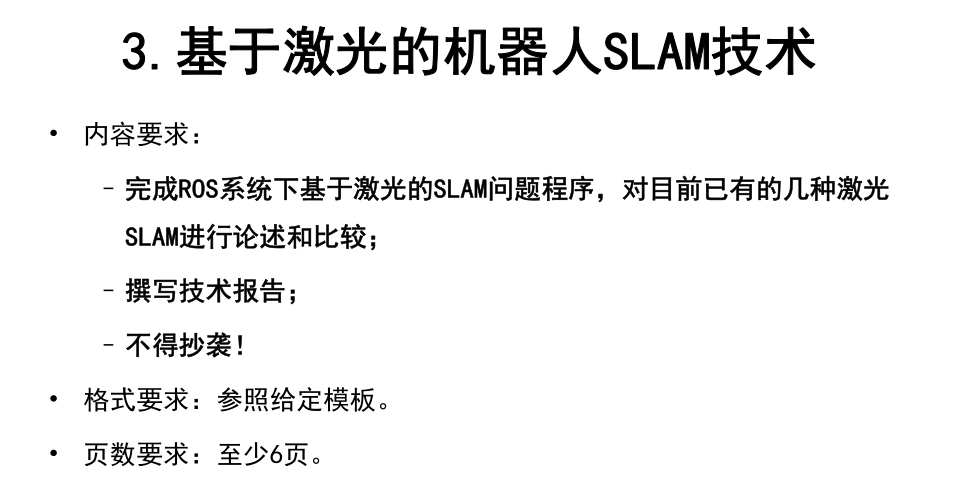 3.基于激光的机器人SLAM技术
• 内容要求：
– 完成ROS系统下基于激光的SLAM问题程序，对目前已有的几种激光
SLAM进行论述和比较；
– 撰写技术报告；
– 不得抄袭！
• 格式要求：参照给定模板。
• 页数要求：至少6页。